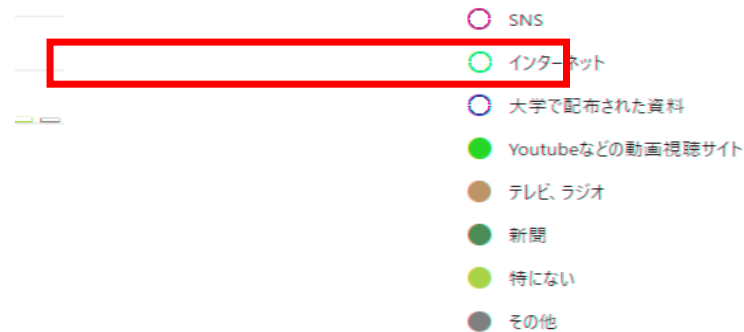 SNS
インターネット
大学で配布された資料
Youtubeなどの動画視聴サイト
テレビ、ラジオ
新聞
特にない
その他